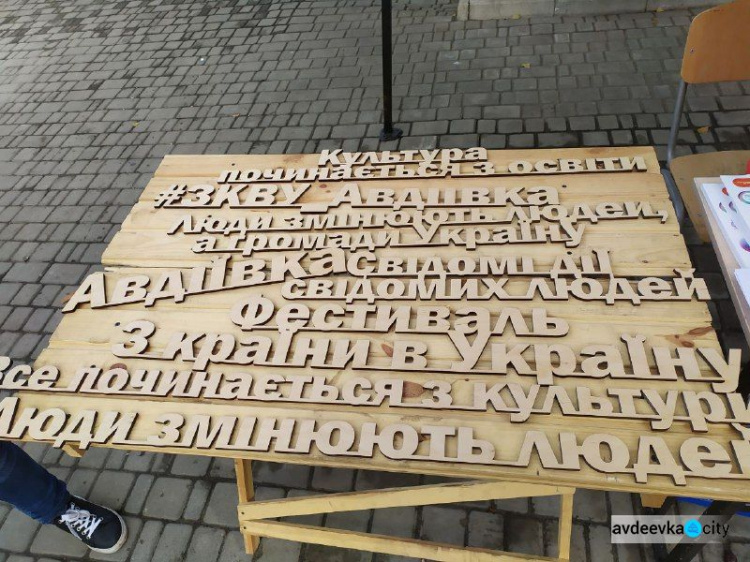 Культура
починається з освіти
#ЗКВУ_Авдіївка
Люди змінюють людей,
а громади Україну
Авдіївка
свідомі дії
свідомих людей
Фестиваль
З країни в Україну
Все починається з культури
Люди змінюють людей
avdeevka city